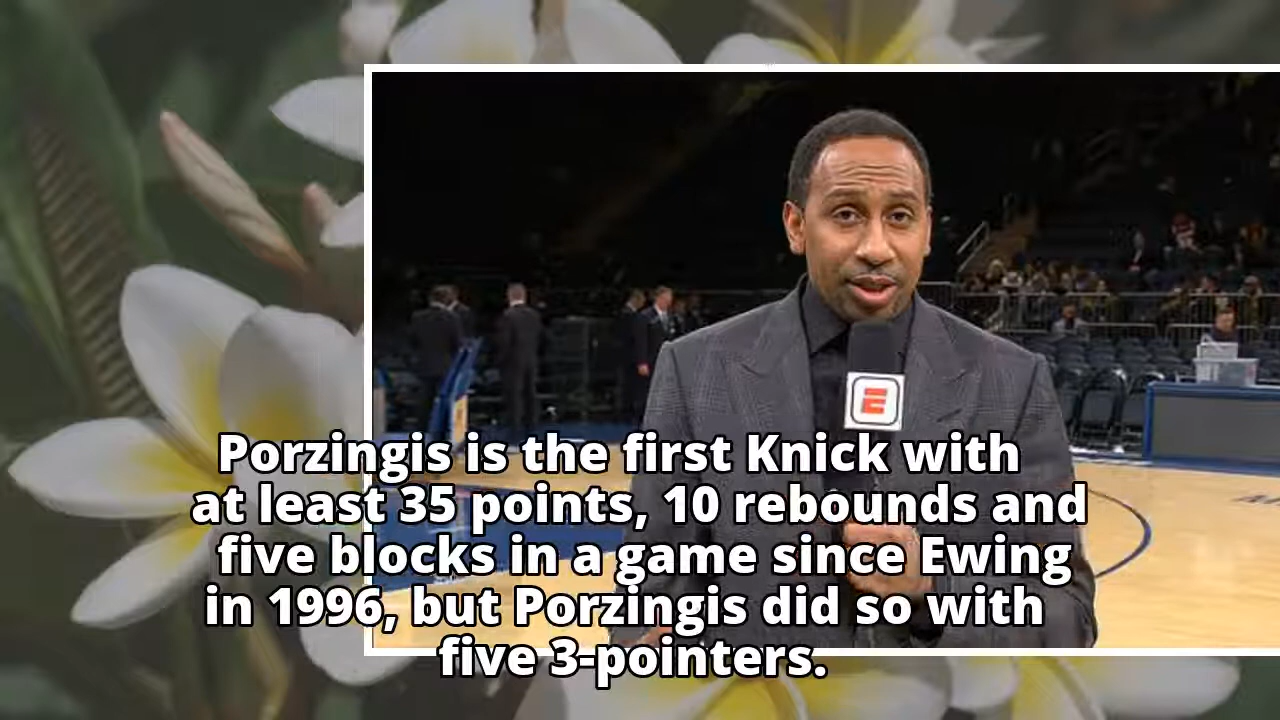 Porzingis is the first Knick with
at least 35 points, 10 rebounds and
five blocks in a game since Ewing
in 1996, but Porzingis did so with
five 3-pointers.